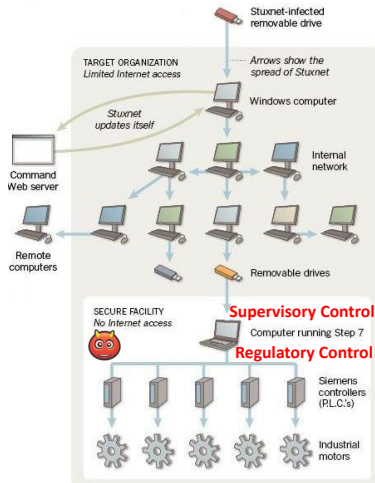 Stuxnet-infected
removable drive
TARGET ORGANIZATION
Limited Internet access
Arrows show the
spread of Stuxnet
Windows computer
Stuxnet
updates itself
Command
Web server
Internal
network
Remote
computers
Removable drives
SECURE FACILITY
No Internet access
Supervisory Control
Computer running Step 7
Regulatory Control
Siemens
controllers
(P.L.C.'s)
Industrial
motors